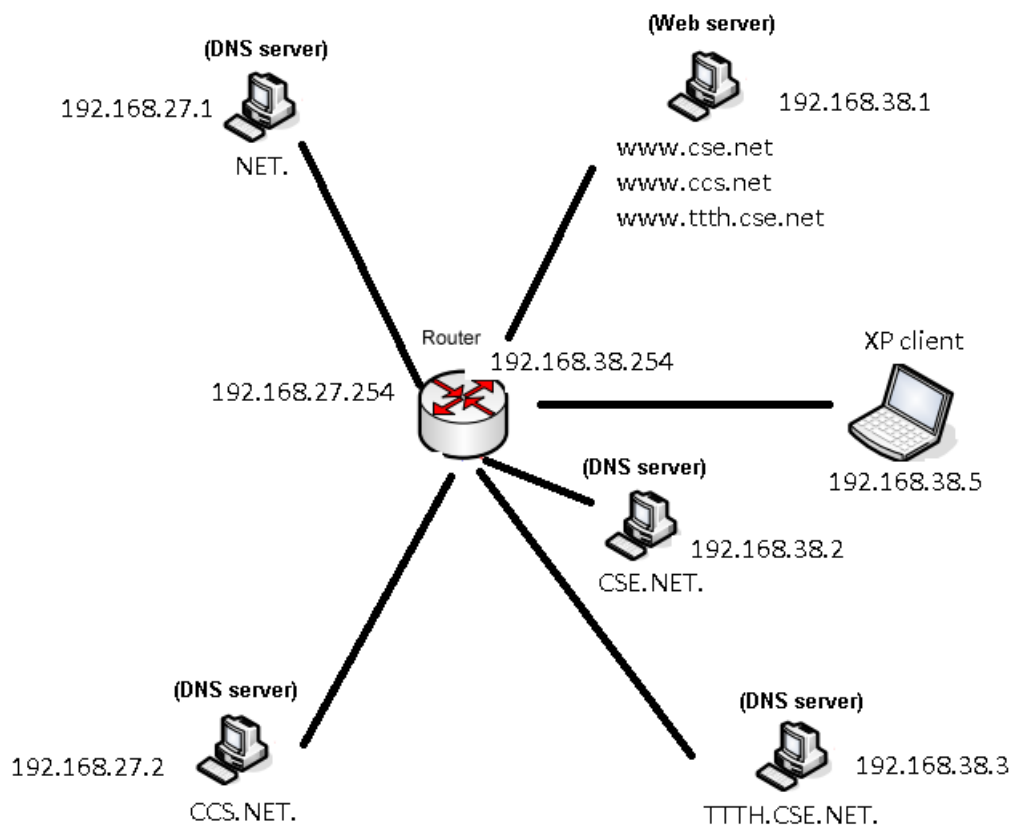 (DNS server)
192.168.27.1
NET.
(Web server)
192.168.38.1
www.cse.net
www.ccs.net
www.ttth.cse.net
Router
192.168.38.254
192.168.27.254
XP client
192.168.38.5
(DNS server)
192.168.38.2
CSE.NET.
(DNS server)
192.168.27.2
CCS.NET.
(DNS server)
192.168.38.3
TTTH.CSE.NET.